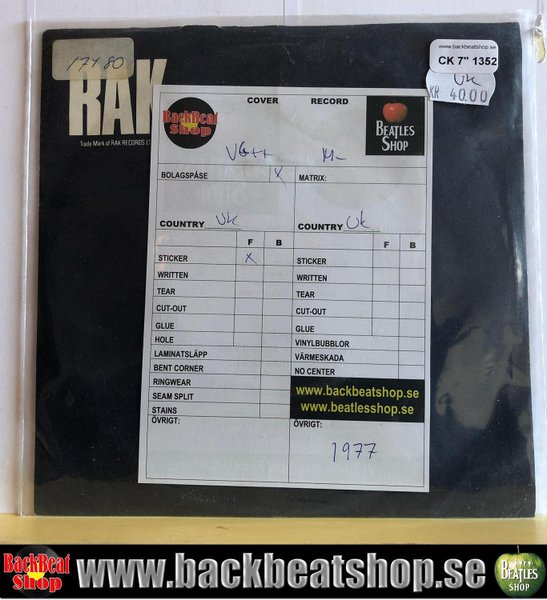 17480
RAK
Trade Mark of RAK RECORDS LT
www.backbeatshop.se
CK 7" 1352
UK
KR 40,00
BackBeat
Shop
COVER RECORD
BEATLES
SHOP
VG++ M-
BOLAGSPÅSE X MATRIX:
COUNTRY UK COUNTRY UK
F B F B
STICKER X STICKER
WRITTEN WRITTEN
TEAR TEAR
CUT-OUT CUT-OUT
GLUE GLUE
HOLE VINYLBUBBLOR
LAMINATSLÄPP VÄRMESKADA
BENT CORNER NO CENTER
RINGWEAR
SEAM SPLIT
STAINS
www.backbeatshop.se
www.beatlesshop.se
ÖVRIGT: ÖVRIGT:
1977
BackBeat
Shop
www.backbeatshop.se
BEATLES
SHOP